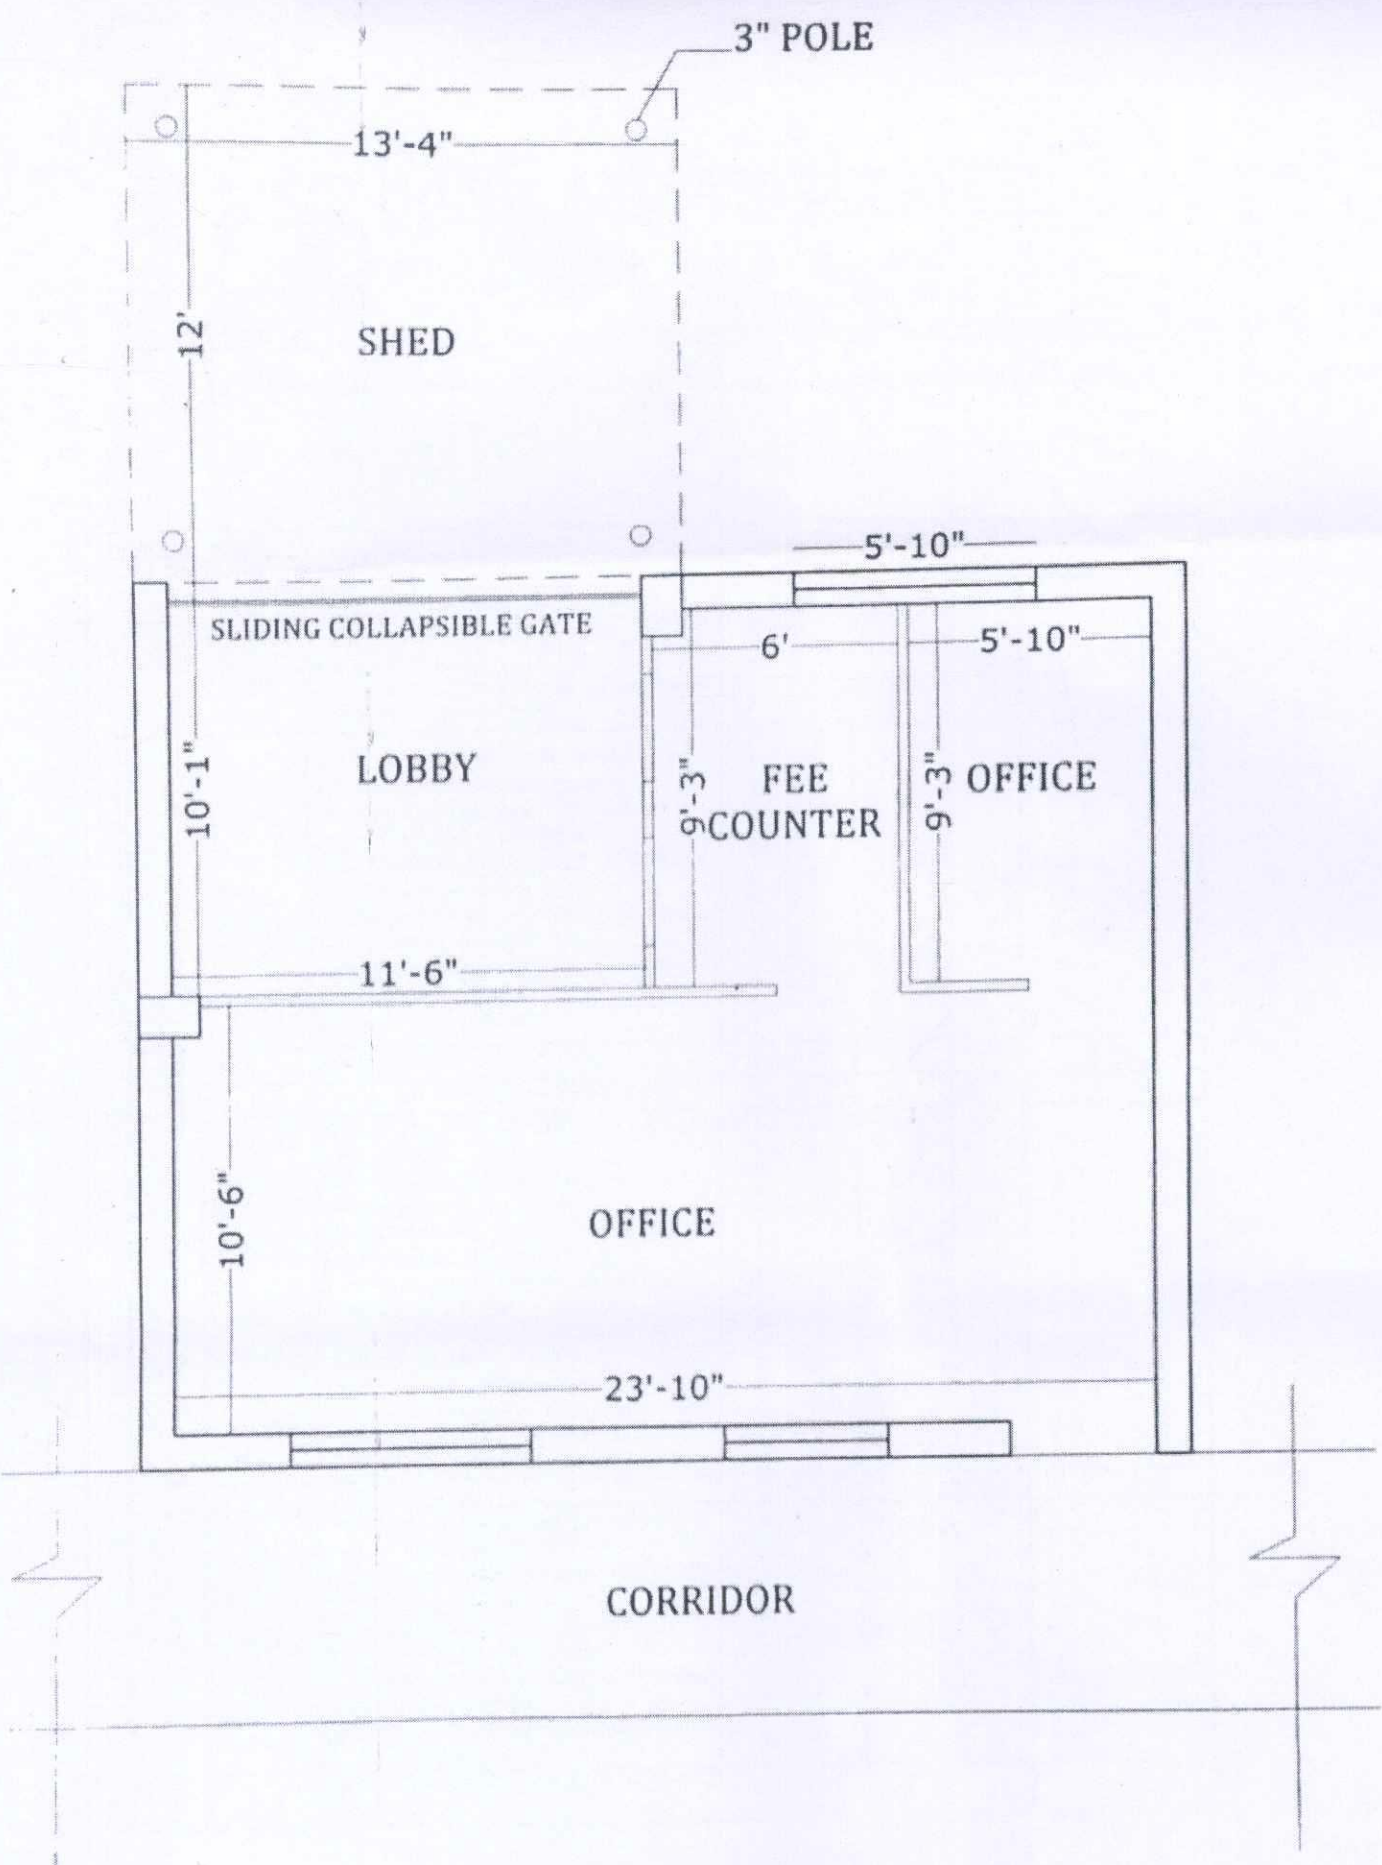 3" POLE
13'-4"
12'
SHED
5'-10"
SLIDING COLLAPSIBLE GATE
6'
5'-10"
10'-1"
LOBBY
9'-3"
FEE
COUNTER
9'-3"
OFFICE
11'-6"
10'-6"
OFFICE
23'-10"
CORRIDOR